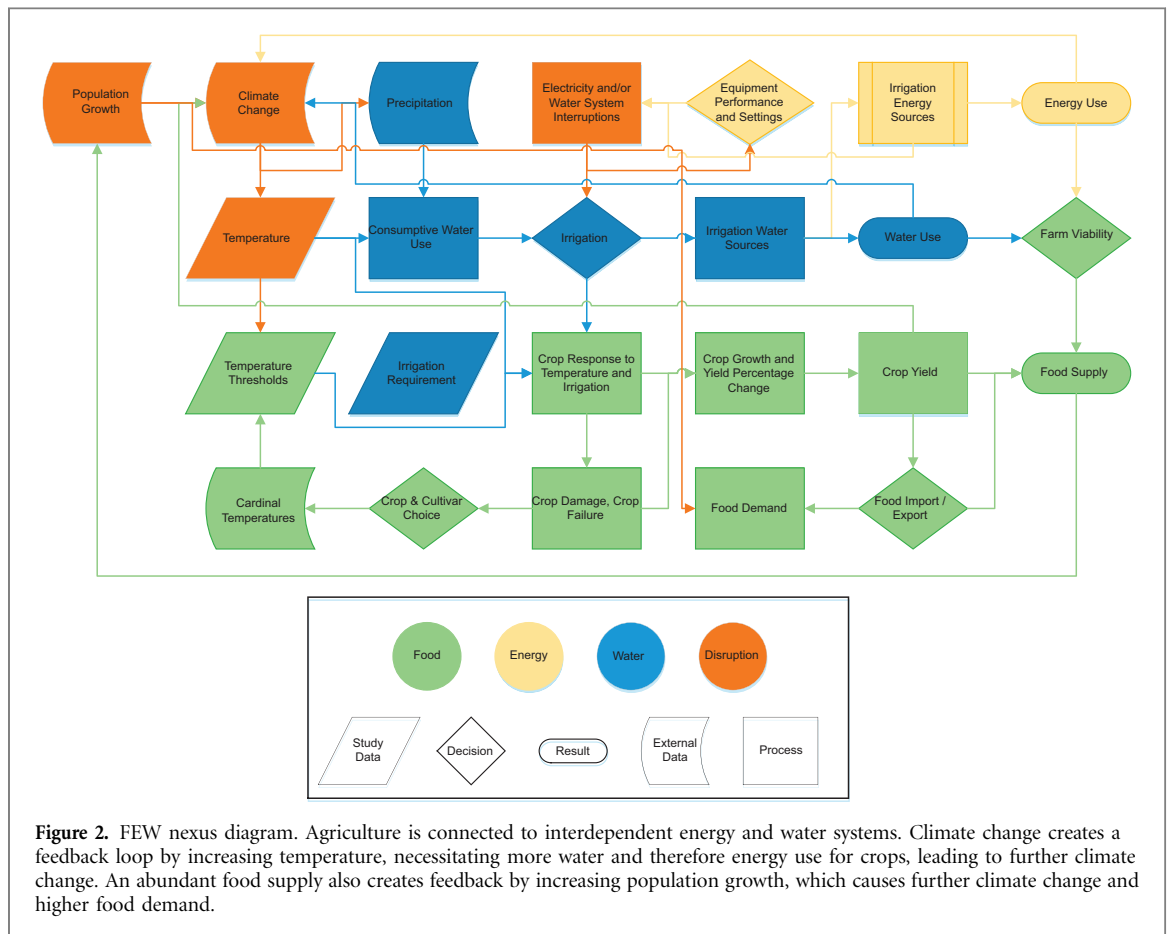 Population
Growth
Climate
Change
Precipitation
Electricity and/or
Water System
Interruptions
Equipment
Performance
and Settings
Irrigation
Energy
Sources
Energy Use
Temperature
Consumptive Water
Use
Irrigation
Irrigation Water
Sources
Water Use
Farm Viability
Temperature
Thresholds
Irrigation
Requirement
Crop Response to
Temperature and
Irrigation
Crop Growth and
Yield Percentage
Change
Crop Yield
Food Supply
Cardinal
Temperatures
Crop & Cultivar
Choice
Crop Damage, Crop
Failure
Food Demand
Food Import /
Export
Food
Energy
Water
Disruption
Study
Data
Decision
Result
External
Data
Process
Figure 2. FEW nexus diagram. Agriculture is connected to interdependent energy and water systems. Climate change creates a
feedback loop by increasing temperature, necessitating more water and therefore energy use for crops, leading to further climate
change. An abundant food supply also creates feedback by increasing population growth, which causes further climate change and
higher food demand.